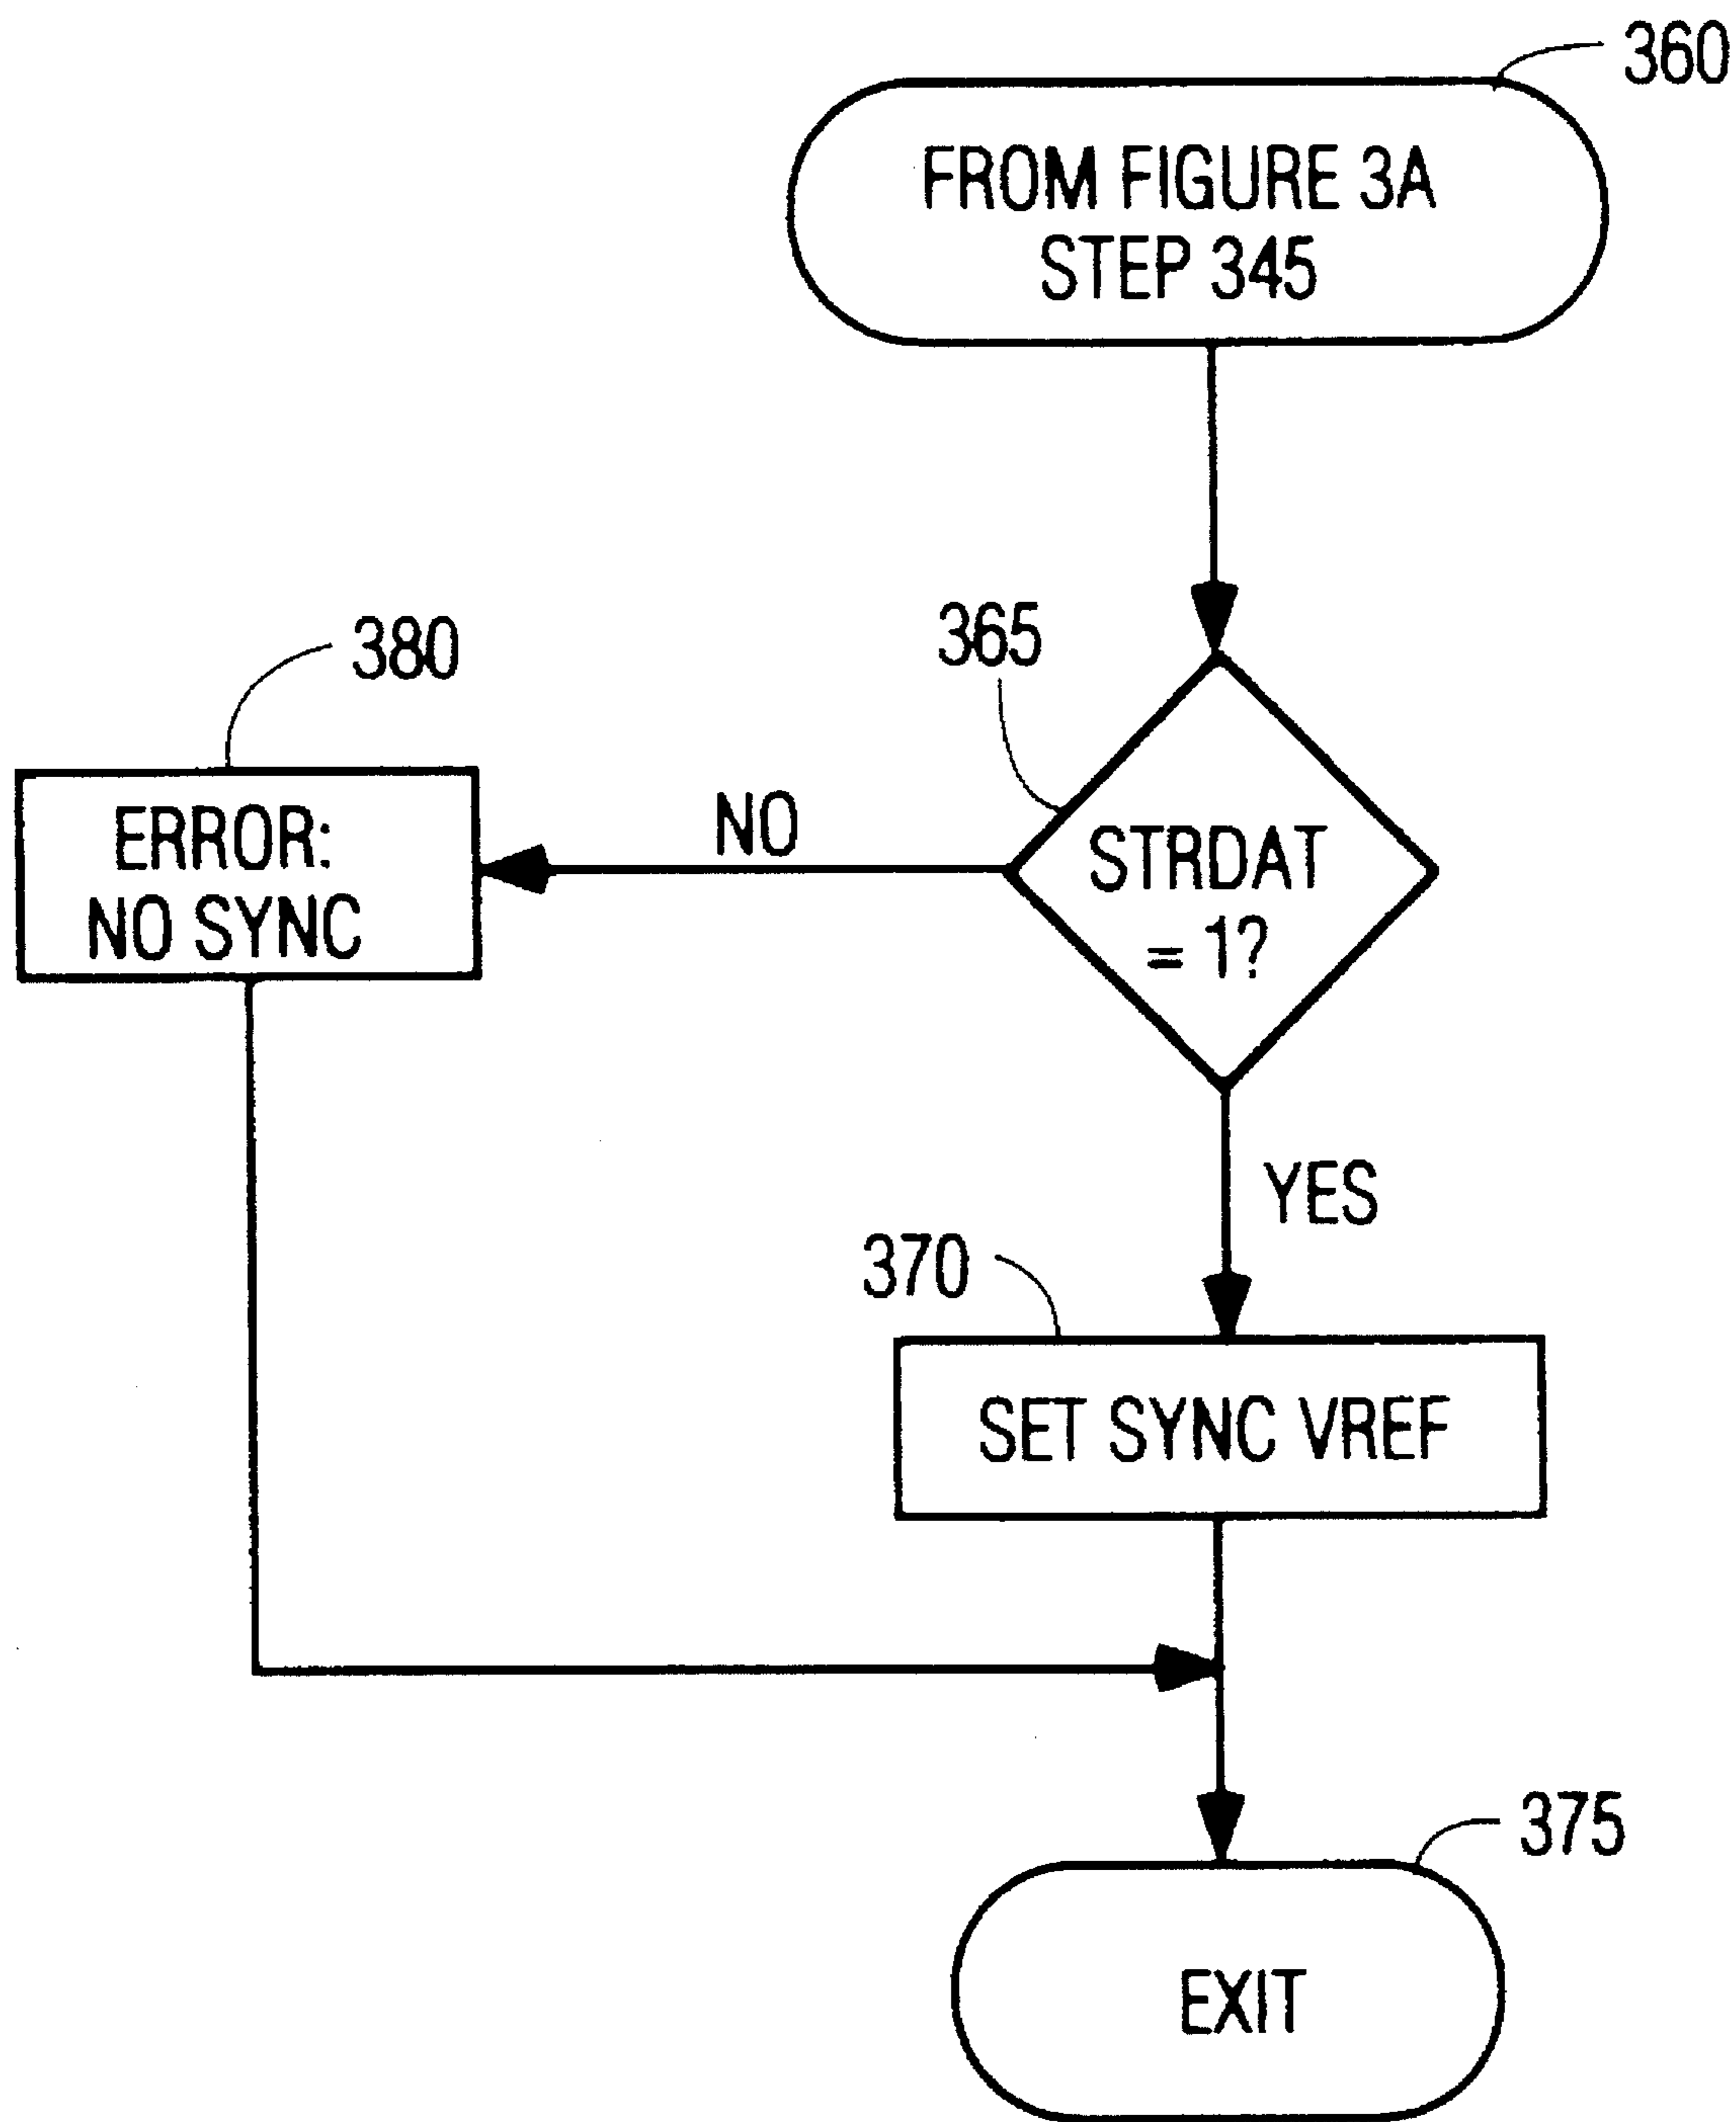 360
FROM FIGURE 3A
STEP 345
365
380
STRDAT
= 1?
NO
ERROR:
NO SYNC
YES
370
SET SYNC VREF
375
EXIT